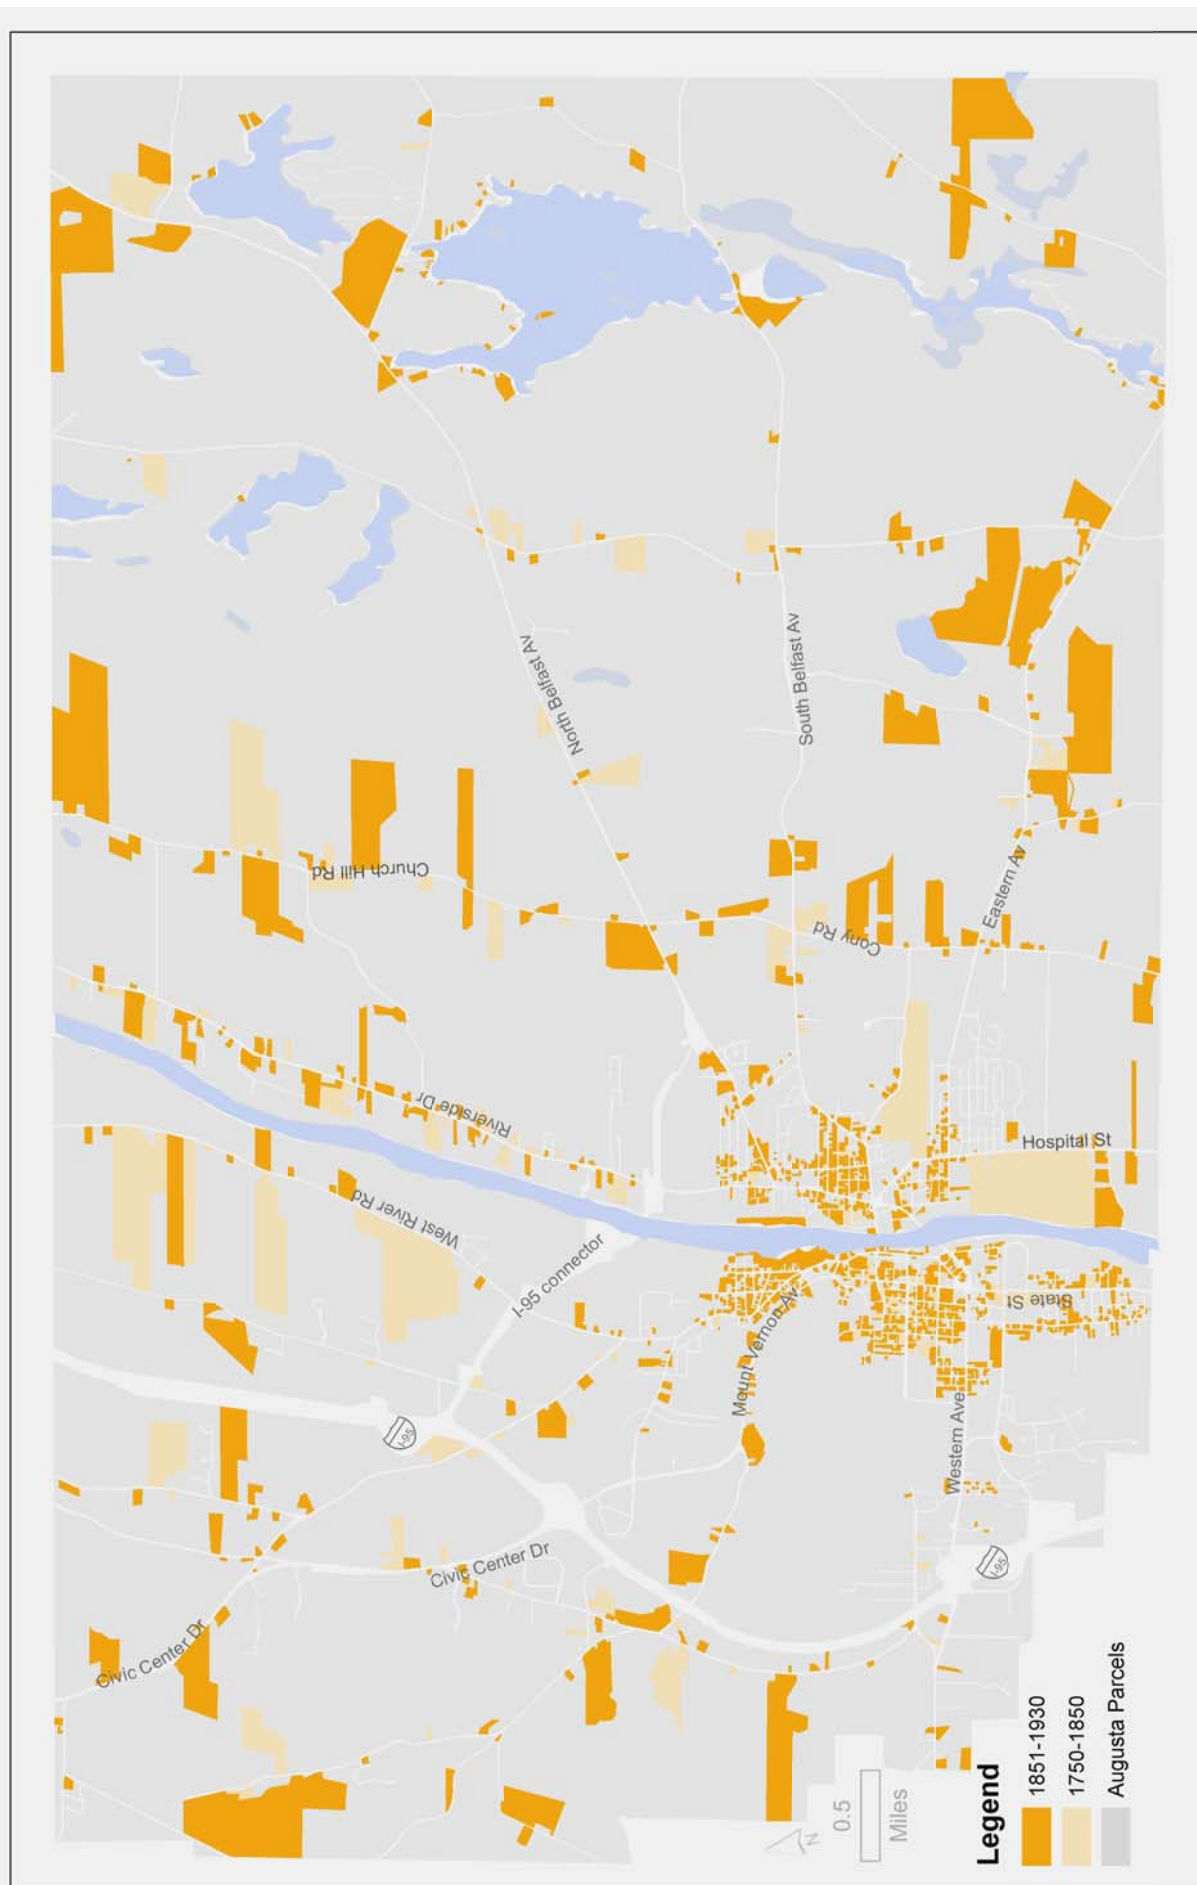 North Belfast Av
South Belfast Av
Church Hill Rd
Cony Rd
Eastern Av
Riverside Dr
Hospital St
West River Rd
I-95 connector
State St
Mount Vernon Av
Western Ave
I-95
Civic Center Dr
I-95
Civic Center Dr
N
0.5
Miles
Legend
1851-1930
1750-1850
Augusta Parcels